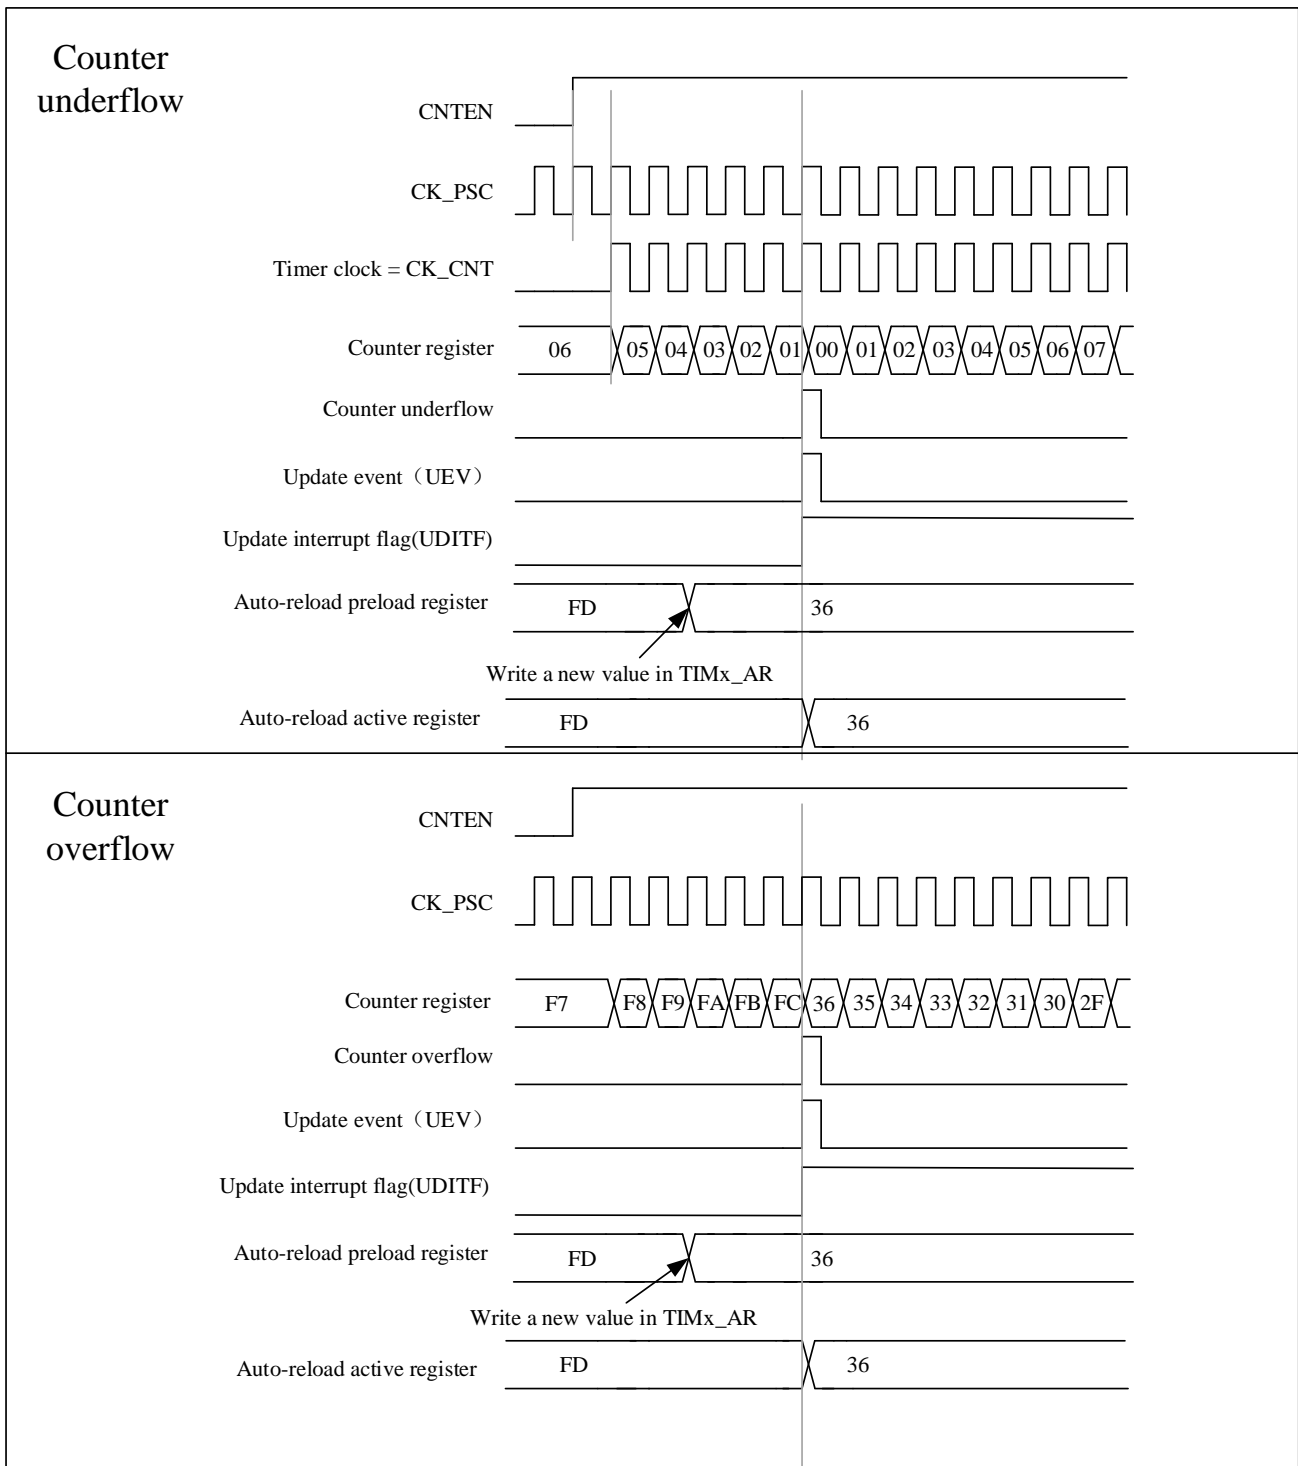 Counter
underflow
CNTEN
CK_PSC
Timer clock = CK_CNT
Counter register 06 05 04 03 02 01 00 01 02 03 04 05 06 07
Counter underflow
Update event（UEV）
Update interrupt flag(UDITF)
Auto-reload preload register FD 36
Write a new value in TIMx_AR
Auto-reload active register FD 36
Counter
overflow
CNTEN
CK_PSC
Counter register F7 F8 F9 FA FB FC 36 35 34 33 32 31 30 2F
Counter overflow
Update event（UEV）
Update interrupt flag(UDITF)
Auto-reload preload register FD 36
Write a new value in TIMx_AR
Auto-reload active register FD 36